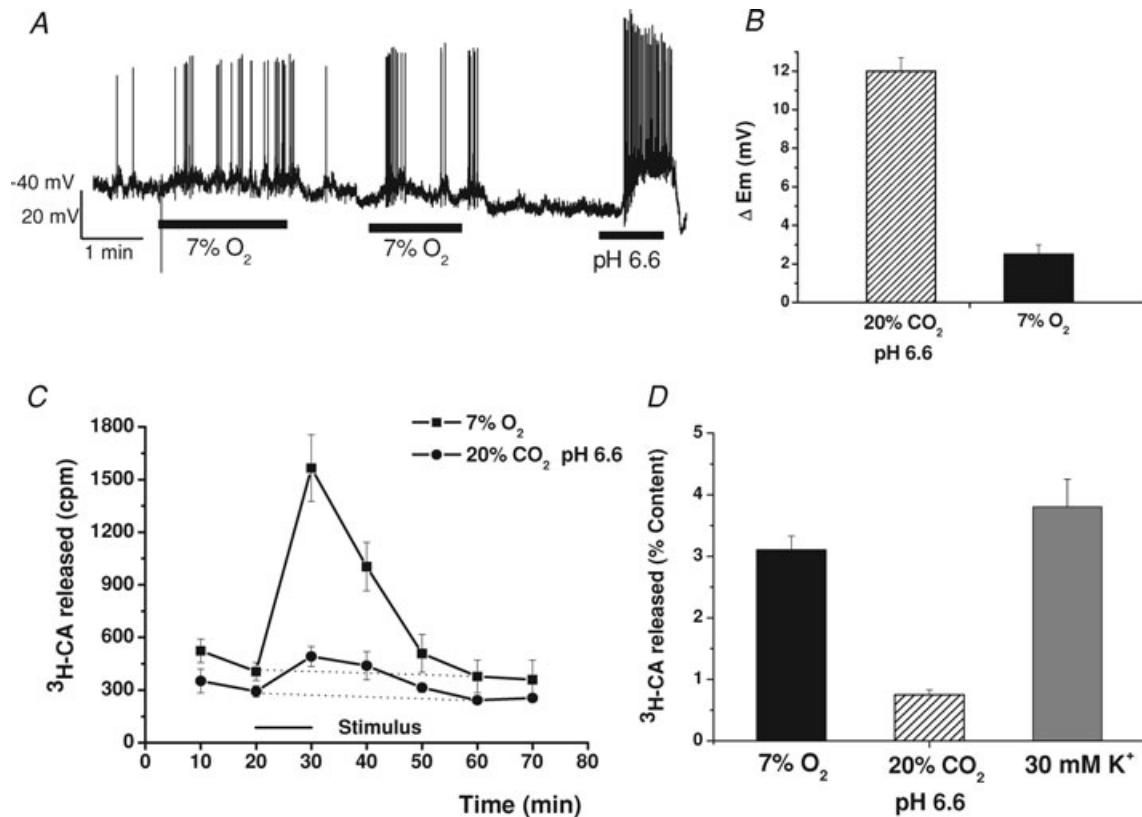 A
-40 mV
20 mV
1 min
7% O₂
7% O₂
pH 6.6
B
Δ Em (mV)
12
10
8
6
4
2
0
20% CO₂
pH 6.6
7% O₂
C
³H-CA released (cpm)
1800
1500
1200
900
600
300
0
7% O₂
20% CO₂ pH 6.6
Stimulus
0 10 20 30 40 50 60 70 80
Time (min)
D
³H-CA released (% Content)
5
4
3
2
1
0
7% O₂
20% CO₂
pH 6.6
30 mM K⁺